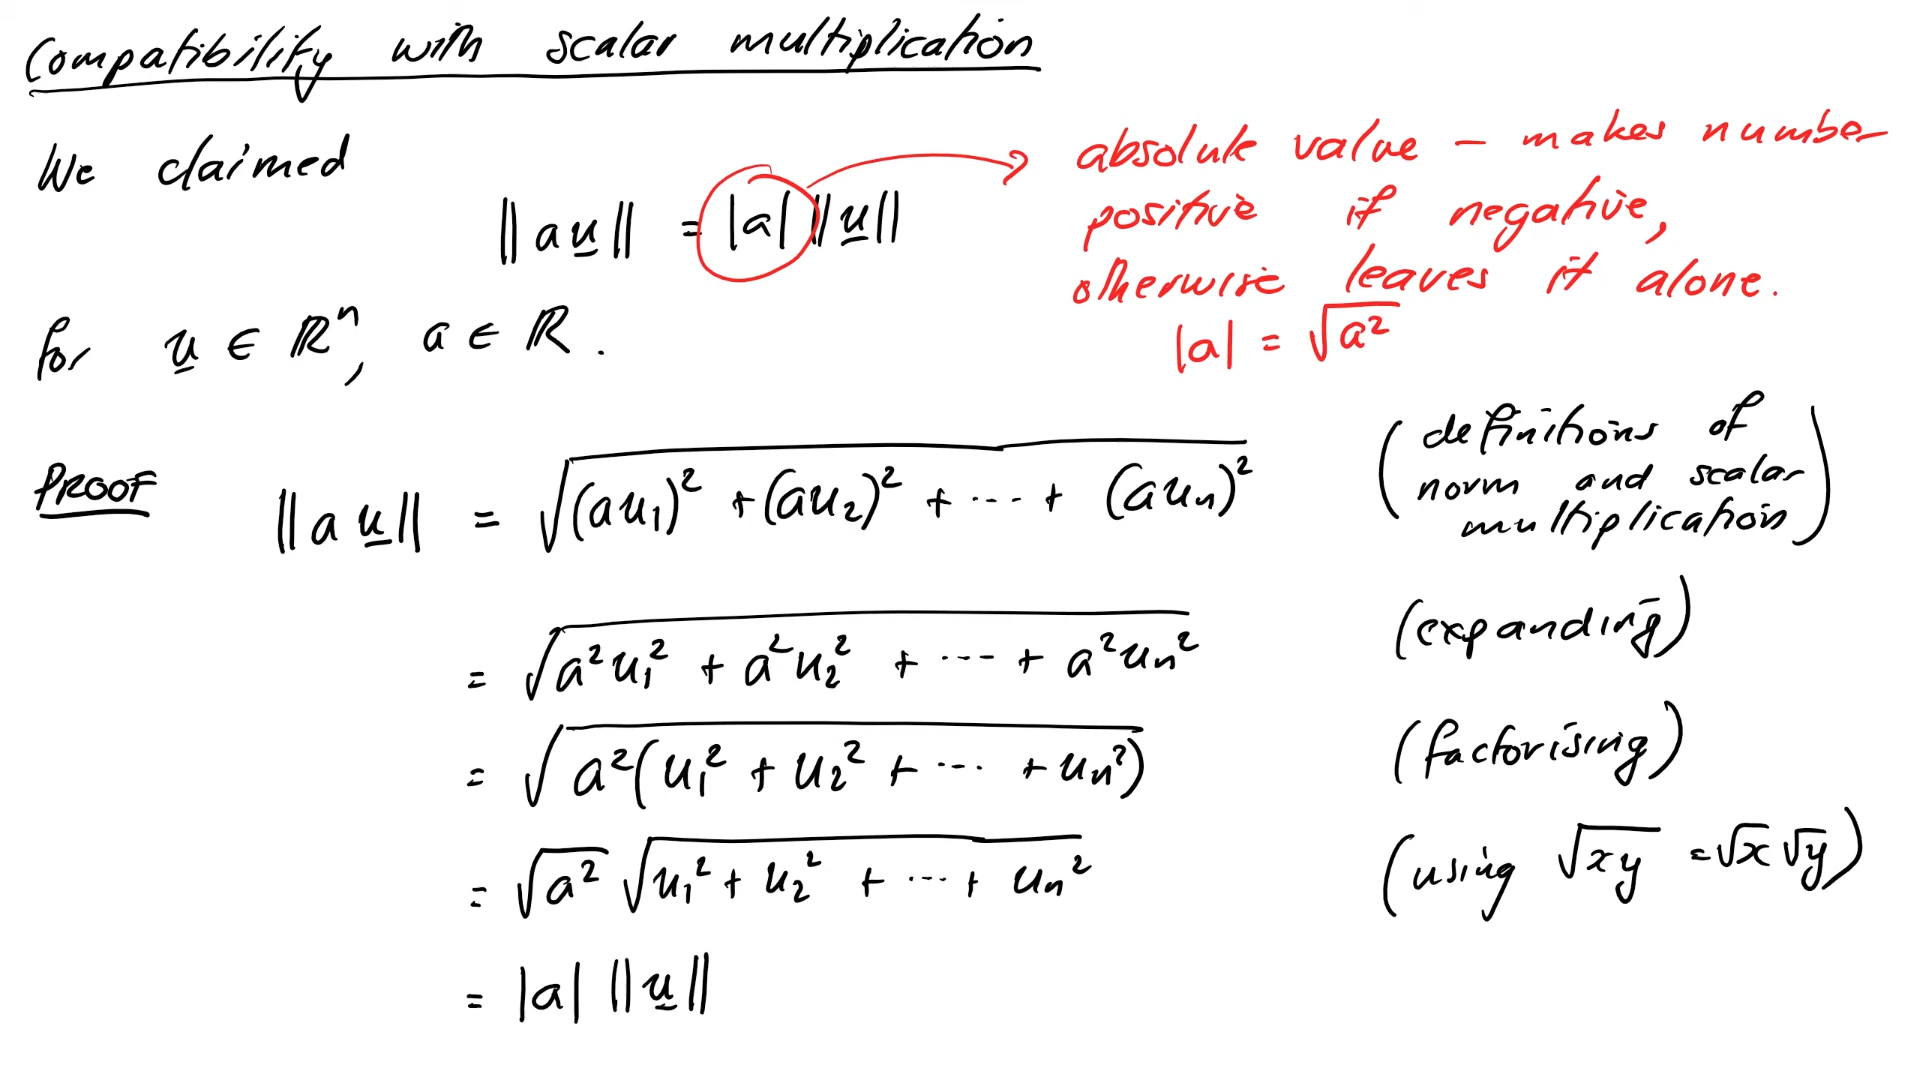 Compatibility with scalar multiplication
We claimed
||a u̲|| = |a| ||u̲||
absolute value – makes number
positive if negative,
otherwise leaves it alone.
|a| = √a²
for u̲ ∈ ℝⁿ, a ∈ ℝ.
PROOF ||a u̲|| = √((au₁)² + (au₂)² + ··· + (auₙ)²) (definitions of
norm and scalar
multiplication)
= √(a²u₁² + a²u₂² + ··· + a²uₙ²) (expanding)
= √(a²(u₁² + u₂² + ··· + uₙ²)) (factorising)
= √a² √(u₁² + u₂² + ··· + uₙ²) (using √xy = √x √y)
= |a| ||u̲||